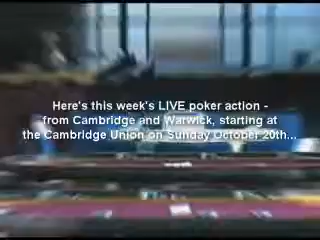 Here's this week's LIVE poker action -
from Cambridge and Warwick, starting at
the Cambridge Union on Sunday October 20th...